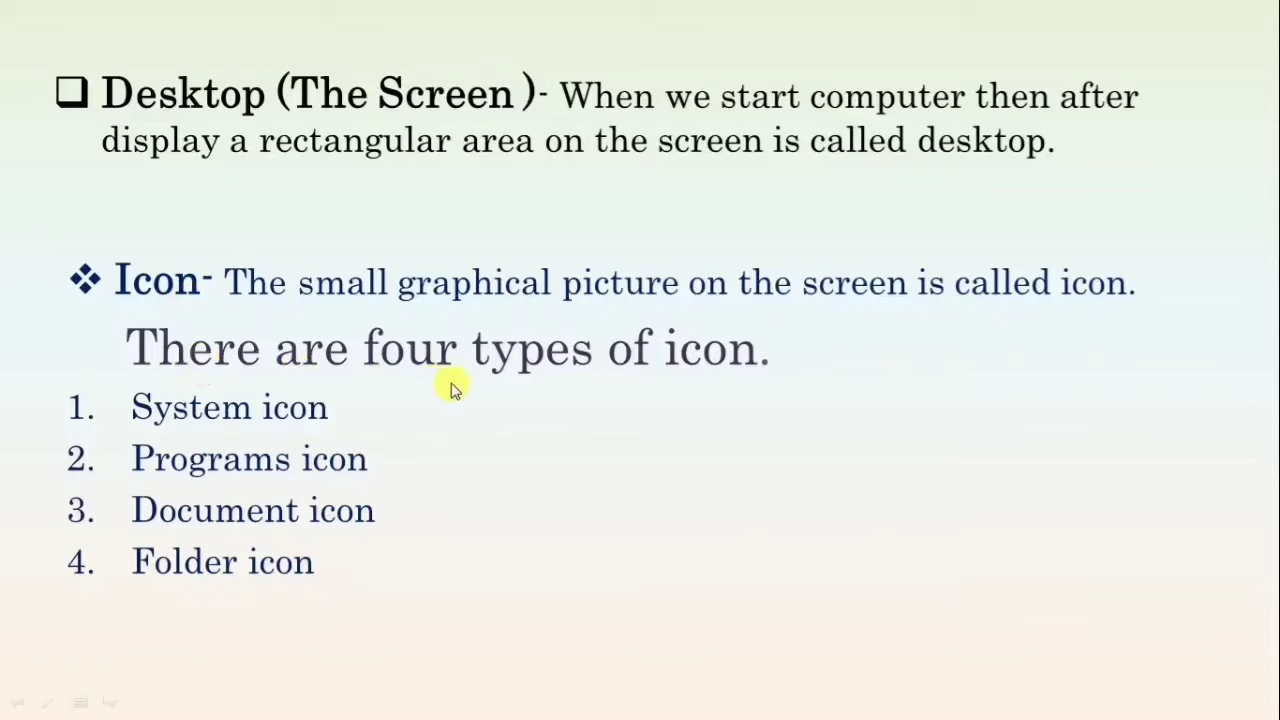 Desktop (The Screen )- When we start computer then after
display a rectangular area on the screen is called desktop.
Icon- The small graphical picture on the screen is called icon.
There are four types of icon.
1. System icon
2. Programs icon
3. Document icon
4. Folder icon